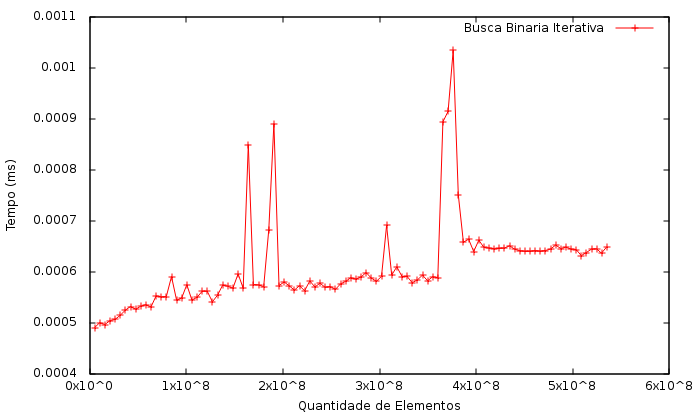 0.0011
Busca Binaria Iterativa
0.001
0.0009
0.0008
0.0007
0.0006
0.0005
0.0004
Tempo (ms)
0x10^0 1x10^8 2x10^8 3x10^8 4x10^8 5x10^8 6x10^8
Quantidade de Elementos